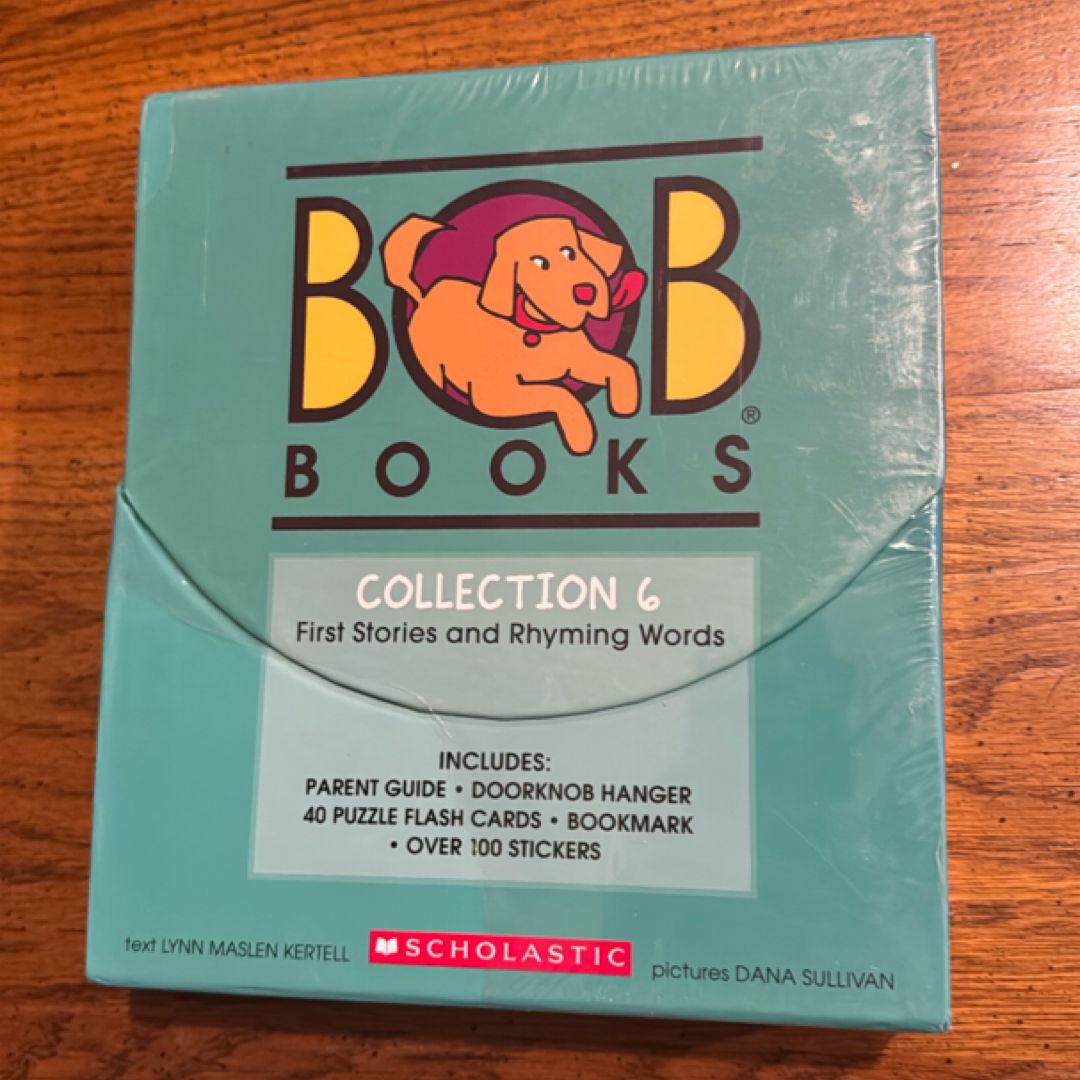 BOB
®
BOOKS
COLLECTION 6
First Stories and Rhyming Words
INCLUDES:
PARENT GUIDE • DOORKNOB HANGER
40 PUZZLE FLASH CARDS • BOOKMARK
• OVER 100 STICKERS
text LYNN MASLEN KERTELL
SCHOLASTIC
pictures DANA SULLIVAN